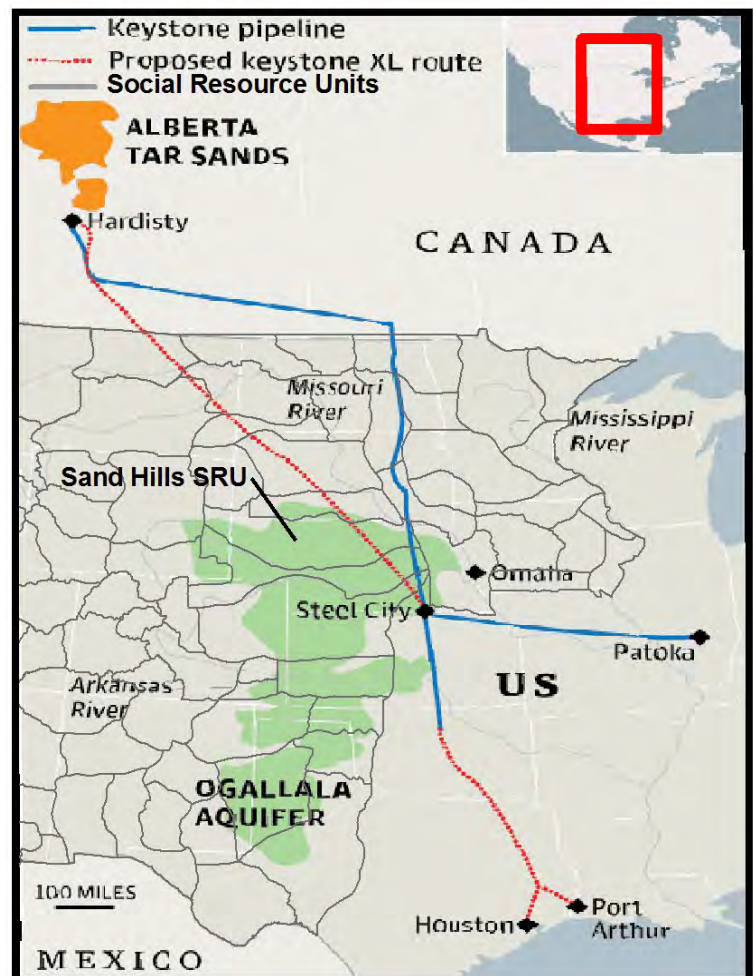 Keystone pipeline
Proposed keystone XL route
Social Resource Units
ALBERTA
TAR SANDS
Hardisty
CANADA
Missouri
River
Mississippi
River
Sand Hills SRU
Omaha
Steel City
Patoka
US
Arkansas
River
OGALLALA
AQUIFER
100 MILES
Houston
Port
Arthur
MEXICO